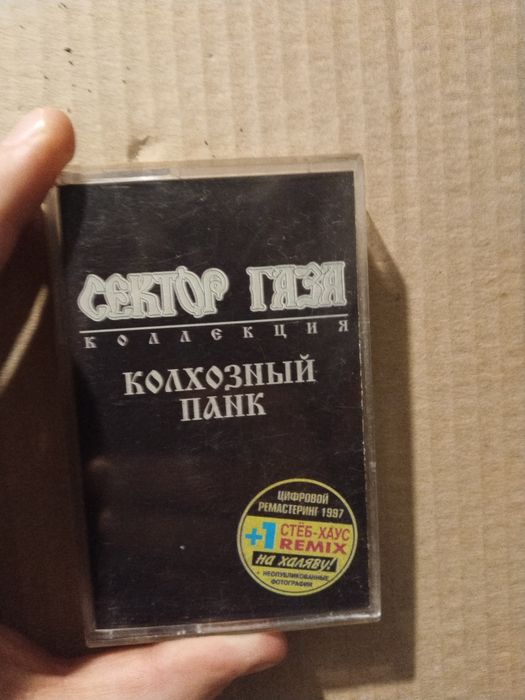 СЕКТОР ГАЗА
КОЛЛЕКЦИЯ
КОЛХОЗНЫЙ
ПАНК
ЦИФРОВОЙ
РЕМАСТЕРИНГ 1997
+1 СТЁБ-ХАУС
REMIX
НА ХАЛЯВУ!
+ НЕОПУБЛИКОВАННЫЕ
ФОТОГРАФИИ